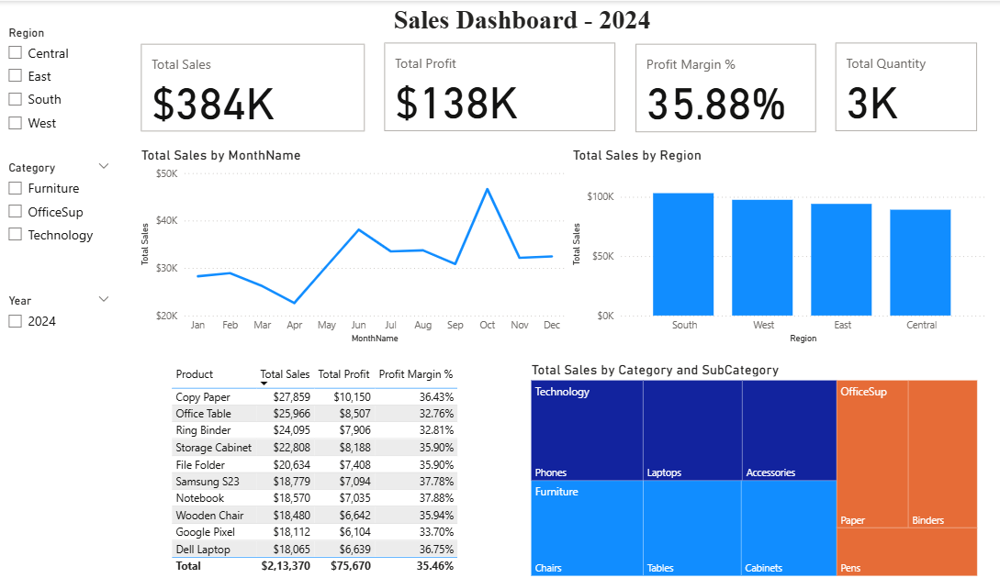 Sales Dashboard - 2024
Region
Central
East
South
West
Category
Furniture
OfficeSup
Technology
Year
2024
Total Sales
$384K
Total Profit
$138K
Profit Margin %
35.88%
Total Quantity
3K
Total Sales by MonthName
Total Sales
$50K
$40K
$30K
$20K
Jan Feb Mar Apr May Jun Jul Aug Sep Oct Nov Dec
MonthName
Total Sales by Region
Total Sales
$100K
$50K
$0K
South West East Central
Region
Product Total Sales Total Profit Profit Margin %
Copy Paper $27,859 $10,150 36.43%
Office Table $25,966 $8,507 32.76%
Ring Binder $24,095 $7,906 32.81%
Storage Cabinet $22,808 $8,188 35.90%
File Folder $20,634 $7,408 35.90%
Samsung S23 $18,779 $7,094 37.78%
Notebook $18,570 $7,035 37.88%
Wooden Chair $18,480 $6,642 35.94%
Google Pixel $18,112 $6,104 33.70%
Dell Laptop $18,065 $6,639 36.75%
Total $2,13,370 $75,670 35.46%
Total Sales by Category and SubCategory
Technology
Phones Laptops Accessories
Furniture
Chairs Tables Cabinets
OfficeSup
Paper Binders
Pens